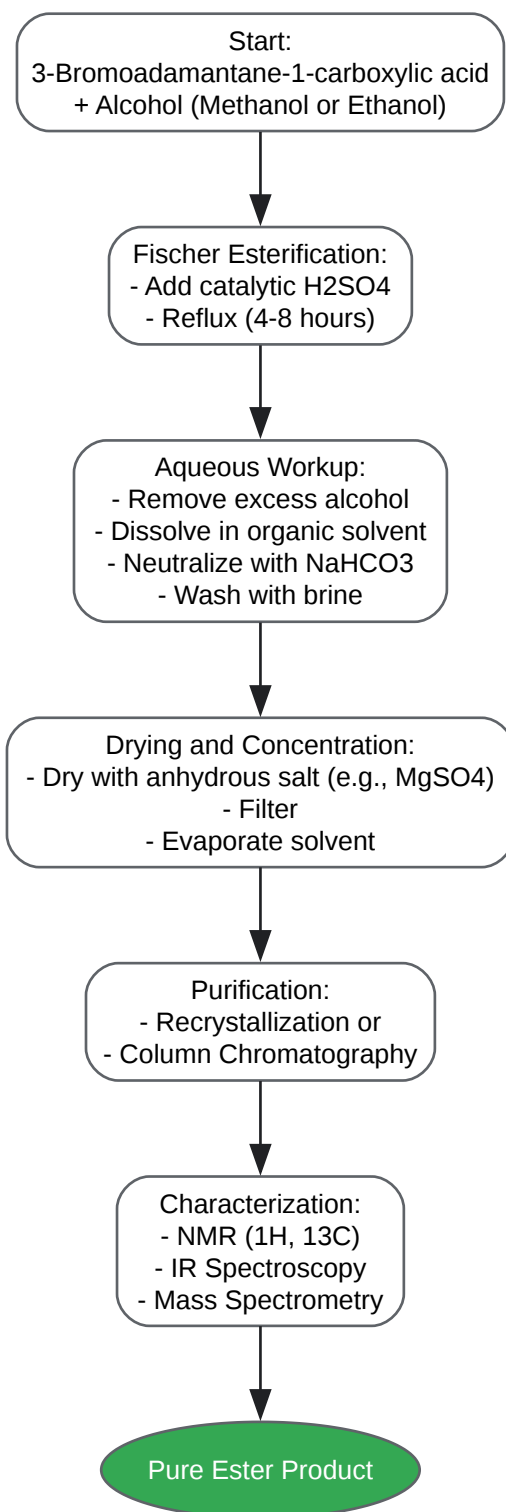 Start:
3-Bromoadamantane-1-carboxylic acid
+ Alcohol (Methanol or Ethanol)
Fischer Esterification:
- Add catalytic H2SO4
- Reflux (4-8 hours)
Aqueous Workup:
- Remove excess alcohol
- Dissolve in organic solvent
- Neutralize with NaHCO3
- Wash with brine
Drying and Concentration:
- Dry with anhydrous salt (e.g., MgSO4)
- Filter
- Evaporate solvent
Purification:
- Recrystallization or
- Column Chromatography
Characterization:
- NMR (1H, 13C)
- IR Spectroscopy
- Mass Spectrometry
Pure Ester Product